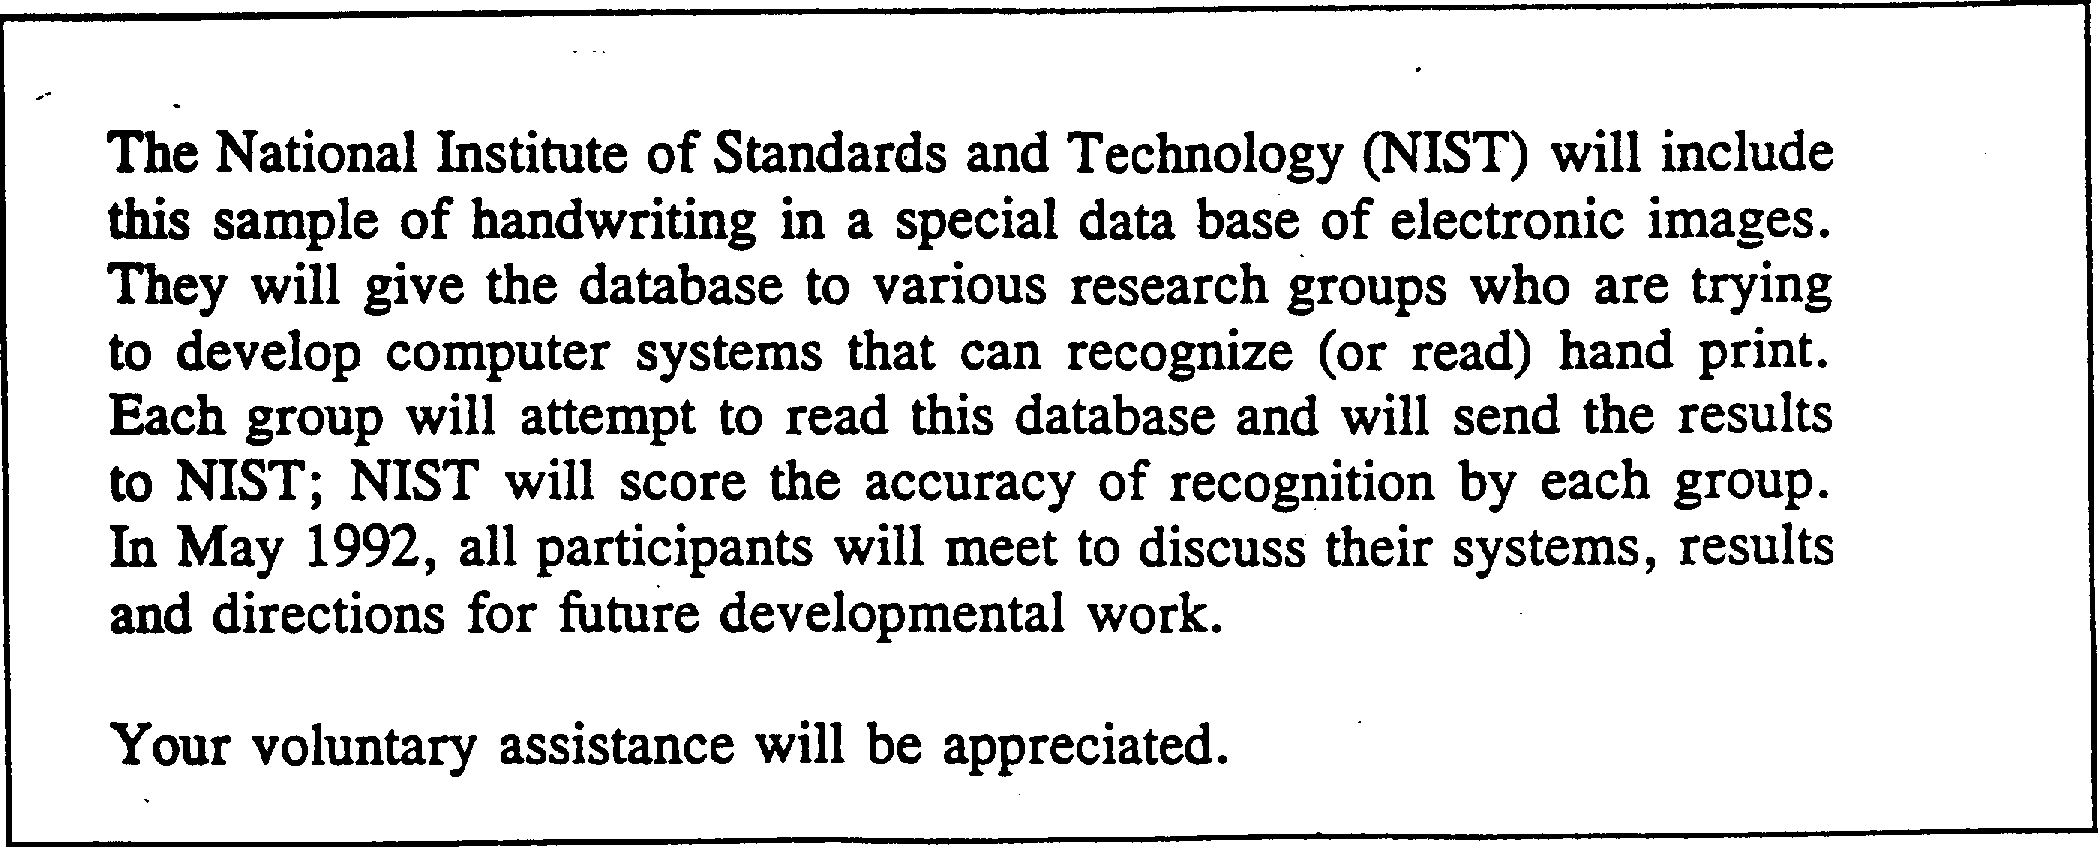 The National Institute of Standards and Technology (NIST) will include
this sample of handwriting in a special data base of electronic images.
They will give the database to various research groups who are trying
to develop computer systems that can recognize (or read) hand print.
Each group will attempt to read this database and will send the results
to NIST; NIST will score the accuracy of recognition by each group.
In May 1992, all participants will meet to discuss their systems, results
and directions for future developmental work.
Your voluntary assistance will be appreciated.